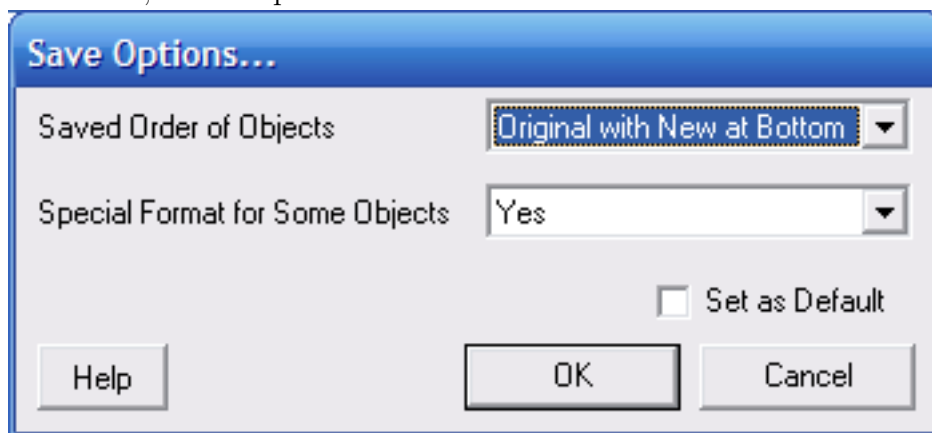 Save Options...
Saved Order of Objects Original with New at Bottom
Special Format for Some Objects Yes
Set as Default
Help OK Cancel